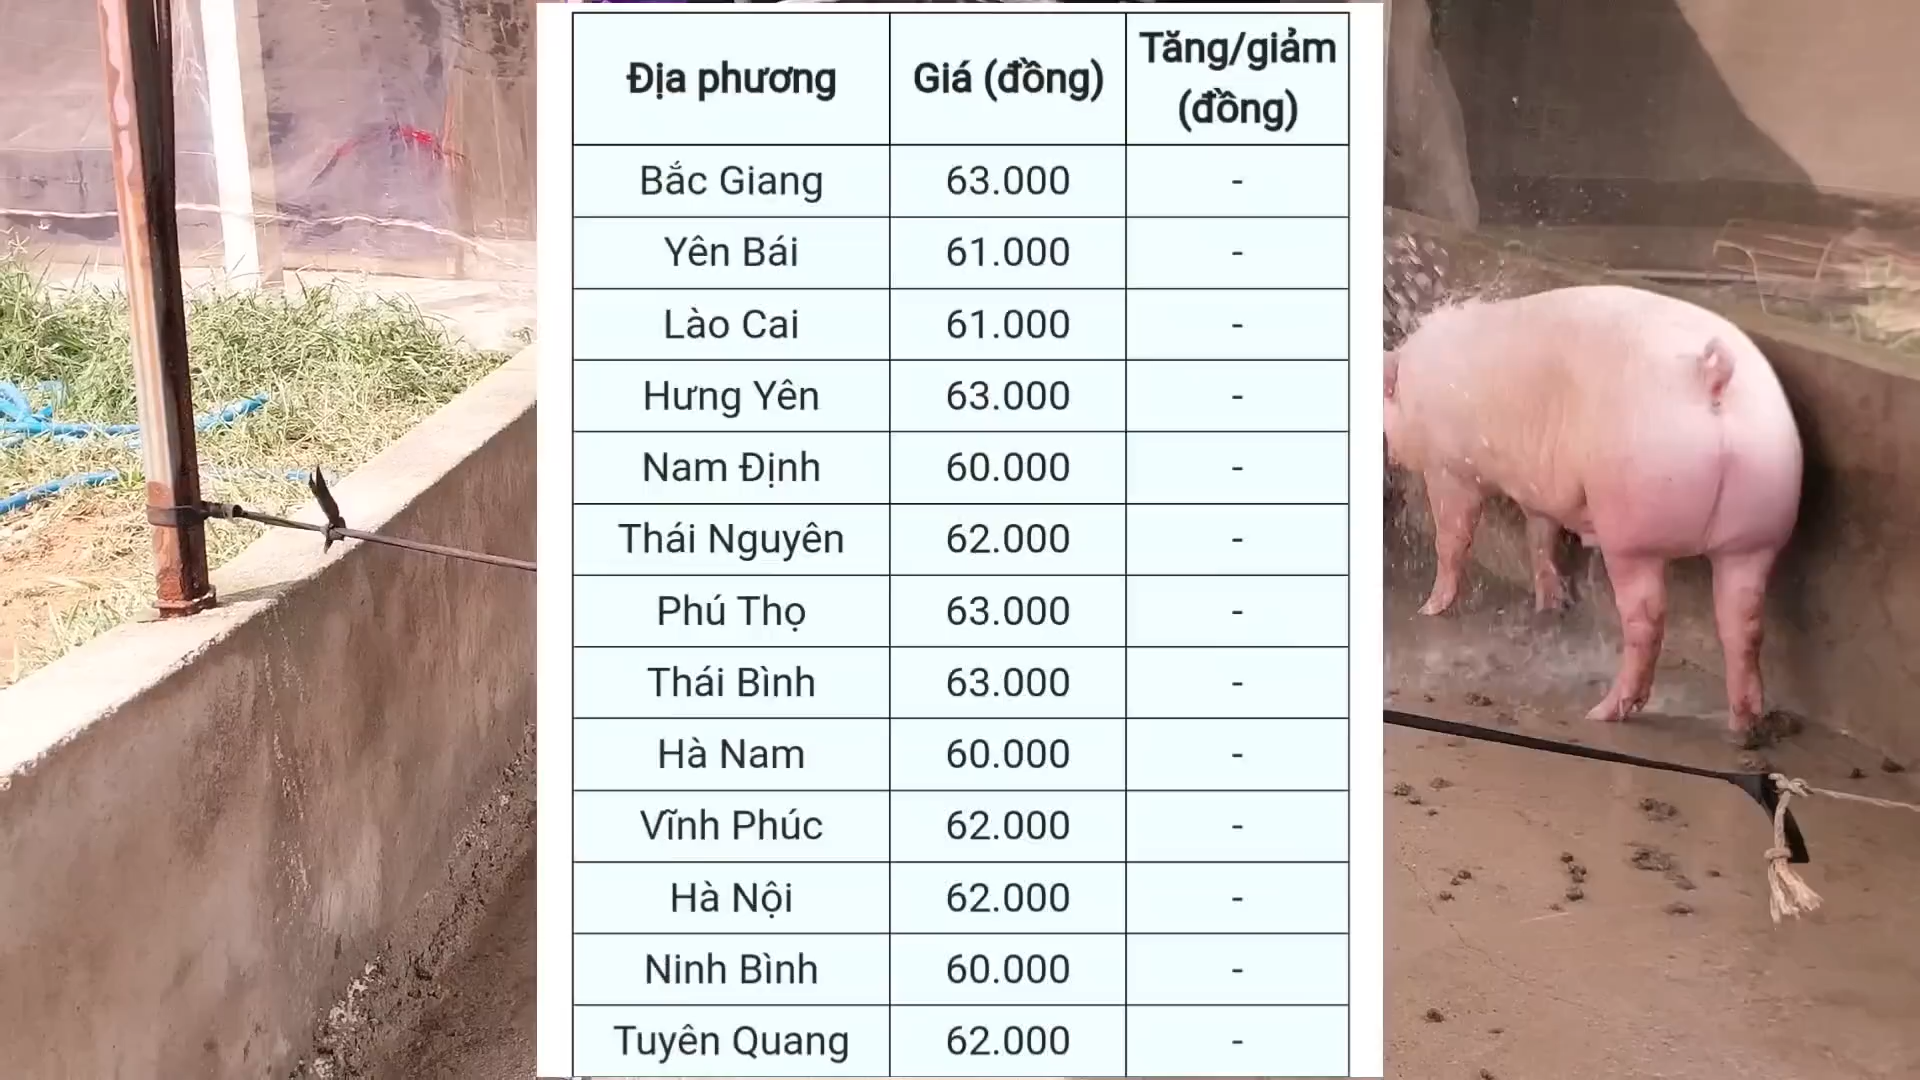 Địa phương Giá (đồng) Tăng/giảm (đồng)
Bắc Giang 63.000 -
Yên Bái 61.000 -
Lào Cai 61.000 -
Hưng Yên 63.000 -
Nam Định 60.000 -
Thái Nguyên 62.000 -
Phú Thọ 63.000 -
Thái Bình 63.000 -
Hà Nam 60.000 -
Vĩnh Phúc 62.000 -
Hà Nội 62.000 -
Ninh Bình 60.000 -
Tuyên Quang 62.000 -